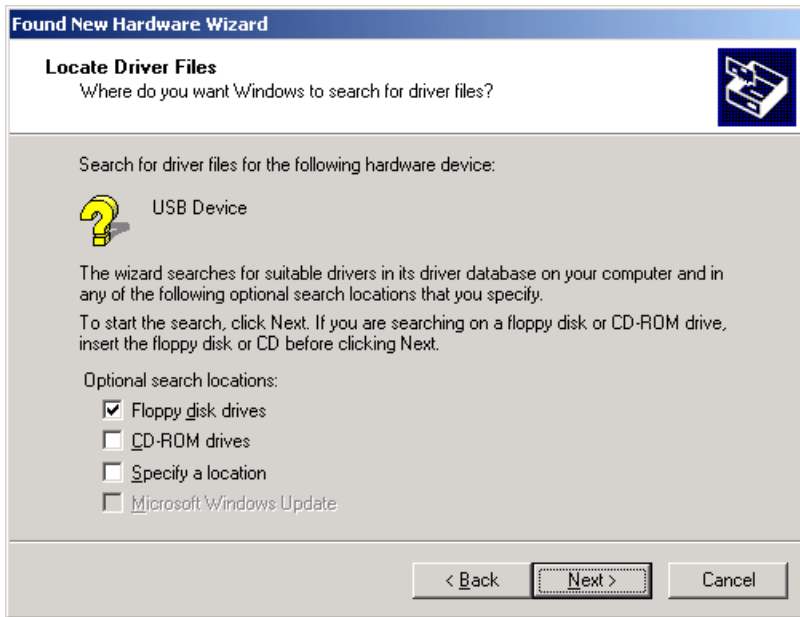 Found New Hardware Wizard
Locate Driver Files
Where do you want Windows to search for driver files?
Search for driver files for the following hardware device:
USB Device
The wizard searches for suitable drivers in its driver database on your computer and in
any of the following optional search locations that you specify.
To start the search, click Next. If you are searching on a floppy disk or CD-ROM drive,
insert the floppy disk or CD before clicking Next.
Optional search locations:
Floppy disk drives
CD-ROM drives
Specify a location
Microsoft Windows Update
< Back
Next >
Cancel